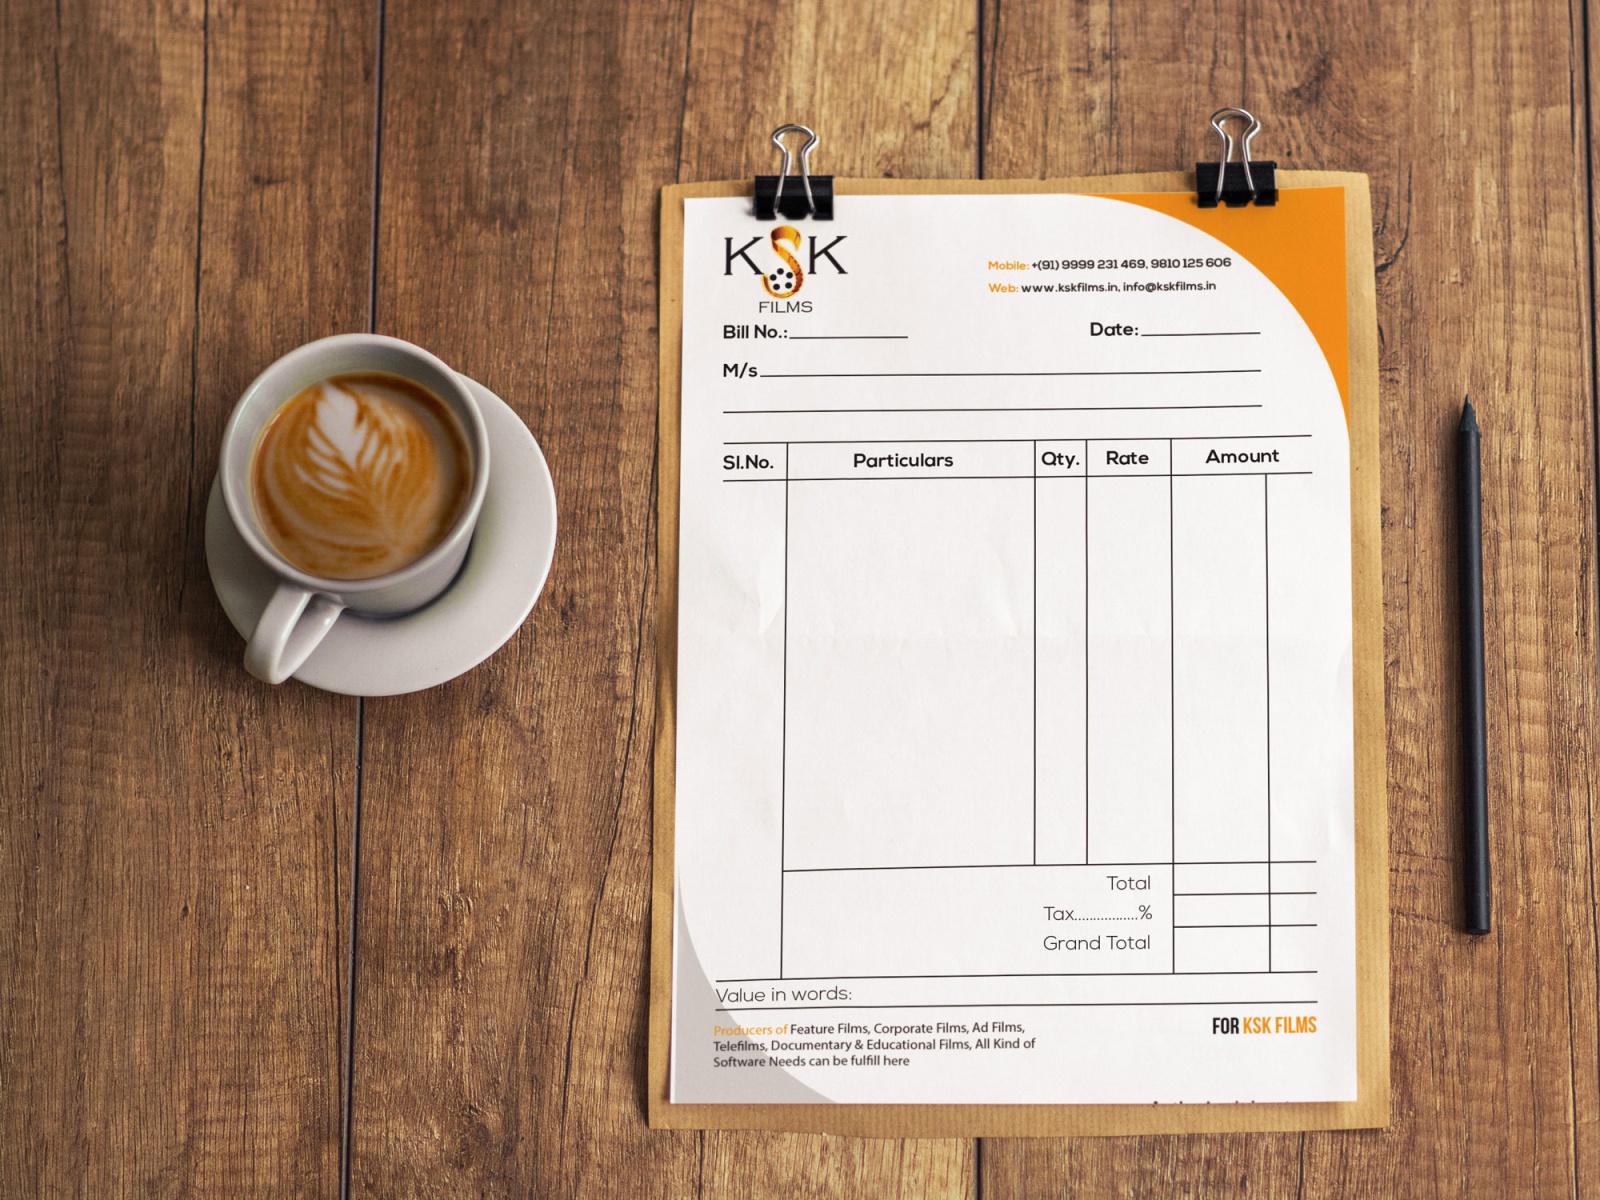 KSK
FILMS
Mobile: +(91) 9999 231 469, 9810 125 606
Web: www.kskfilms.in, info@kskfilms.in
Bill No.:
Date:
M/s
Sl.No. Particulars Qty. Rate Amount
Total
Tax.................%
Grand Total
Value in words:
Producers of Feature Films, Corporate Films, Ad Films,
Telefilms, Documentary & Educational Films, All Kind of
Software Needs can be fulfill here
FOR KSK FILMS